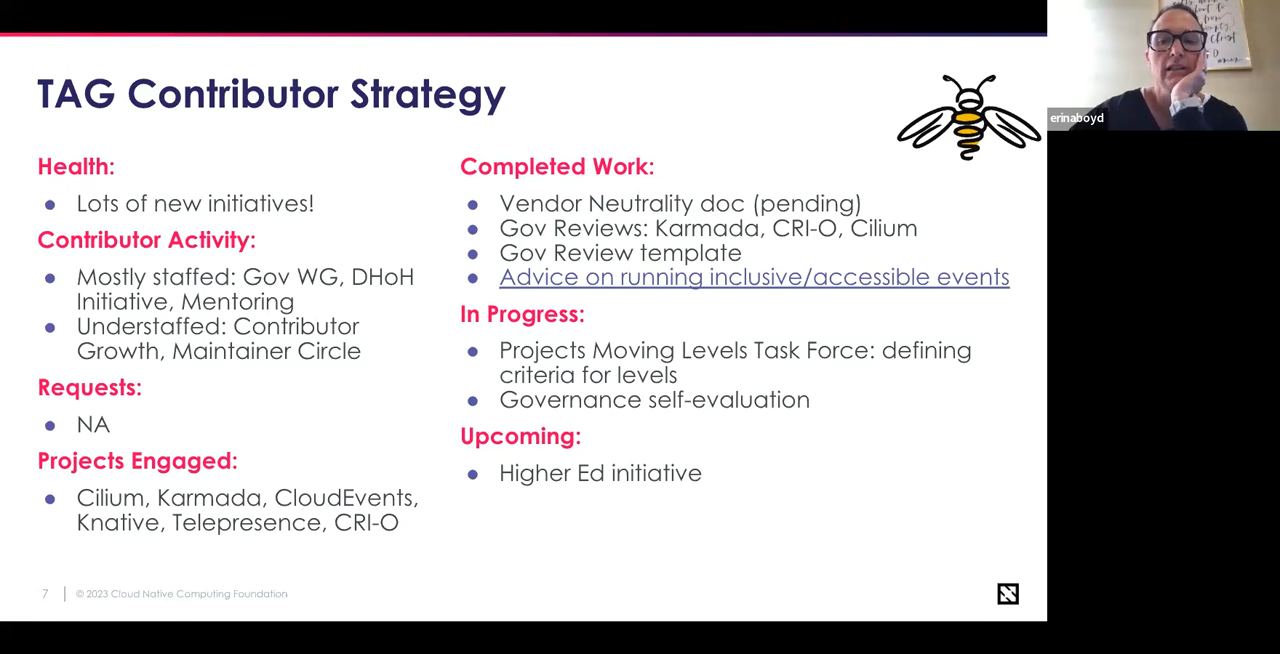 TAG Contributor Strategy
Health:
Lots of new initiatives!
Contributor Activity:
Mostly staffed: Gov WG, DHoH
Initiative, Mentoring
Understaffed: Contributor
Growth, Maintainer Circle
Requests:
NA
Projects Engaged:
Cilium, Karmada, CloudEvents,
Knative, Telepresence, CRI-O
Completed Work:
Vendor Neutrality doc (pending)
Gov Reviews: Karmada, CRI-O, Cilium
Gov Review template
Advice on running inclusive/accessible events
In Progress:
Projects Moving Levels Task Force: defining
criteria for levels
Governance self-evaluation
Upcoming:
Higher Ed initiative
7
© 2023 Cloud Native Computing Foundation
erinaboyd
Christ